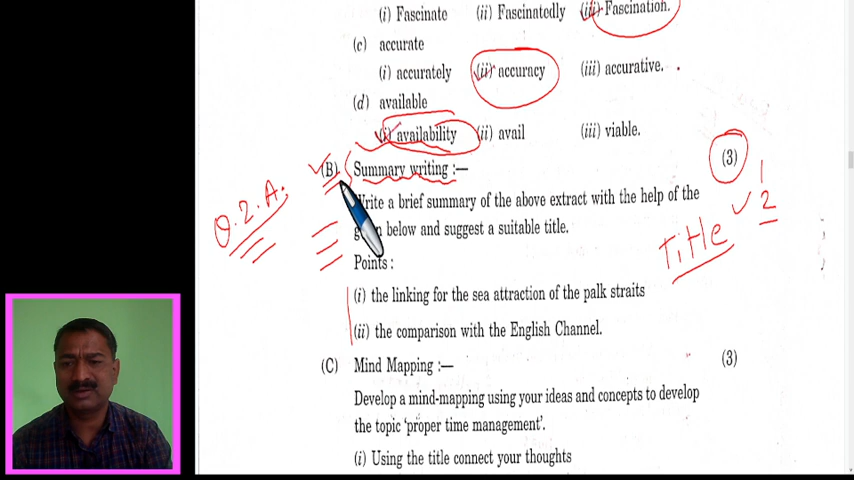 (i) Fascinate (ii) Fascinatedly (iii) Fascination.
(c) accurate
(i) accurately (ii) accuracy (iii) accurative.
(d) available
(i) availability (ii) avail (iii) viable.
(B) Summary writing :— (3)
Write a brief summary of the above extract with the help of the
below and suggest a suitable title.
Points :
(i) the linking for the sea attraction of the palk straits
(ii) the comparison with the English Channel.
(C) Mind Mapping :— (3)
Develop a mind-mapping using your ideas and concepts to develop
the topic 'proper time management'.
(i) Using the title connect your thoughts
Q.2.A.
Title
1
2